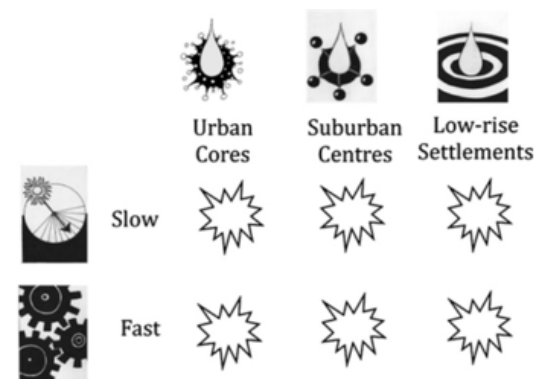 Urban
Cores
Suburban
Centres
Low-rise
Settlements
Slow
Fast